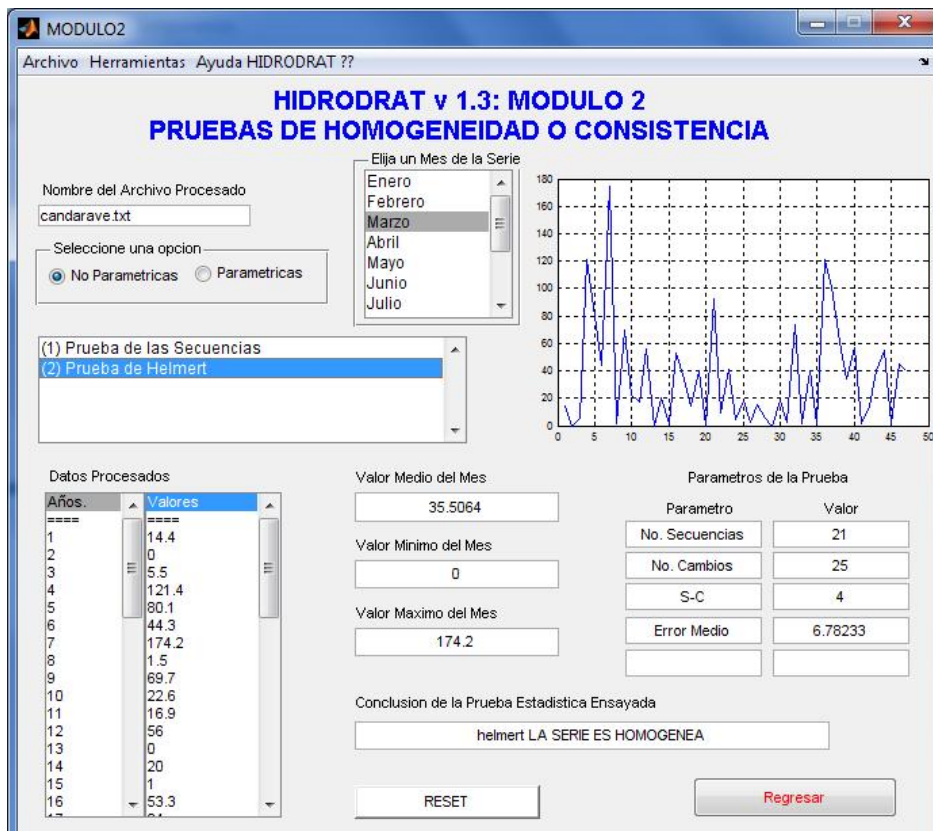 MODULO2
Archivo Herramientas Ayuda HIDRODRAT ??
HIDRODRAT v 1.3: MODULO 2
PRUEBAS DE HOMOGENEIDAD O CONSISTENCIA
Nombre del Archivo Procesado
candarave.txt
Seleccione una opcion
No Parametricas Parametricas
Elija un Mes de la Serie
Enero
Febrero
Marzo
Abril
Mayo
Junio
Julio
180
160
140
120
100
80
60
40
20
0
0 5 10 15 20 25 30 35 40 45 50
(1) Prueba de las Secuencias
(2) Prueba de Helmert
Datos Procesados
Años. Valores
==== ====
1 14.4
2 0
3 5.5
4 121.4
5 80.1
6 44.3
7 174.2
8 1.5
9 69.7
10 22.6
11 16.9
12 56
13 0
14 20
15 1
16 53.3
Valor Medio del Mes
35.5064
Valor Minimo del Mes
0
Valor Maximo del Mes
174.2
Parametros de la Prueba
Parametro Valor
No. Secuencias 21
No. Cambios 25
S-C 4
Error Medio 6.78233
Conclusion de la Prueba Estadistica Ensayada
helmert LA SERIE ES HOMOGENEA
RESET
Regresar